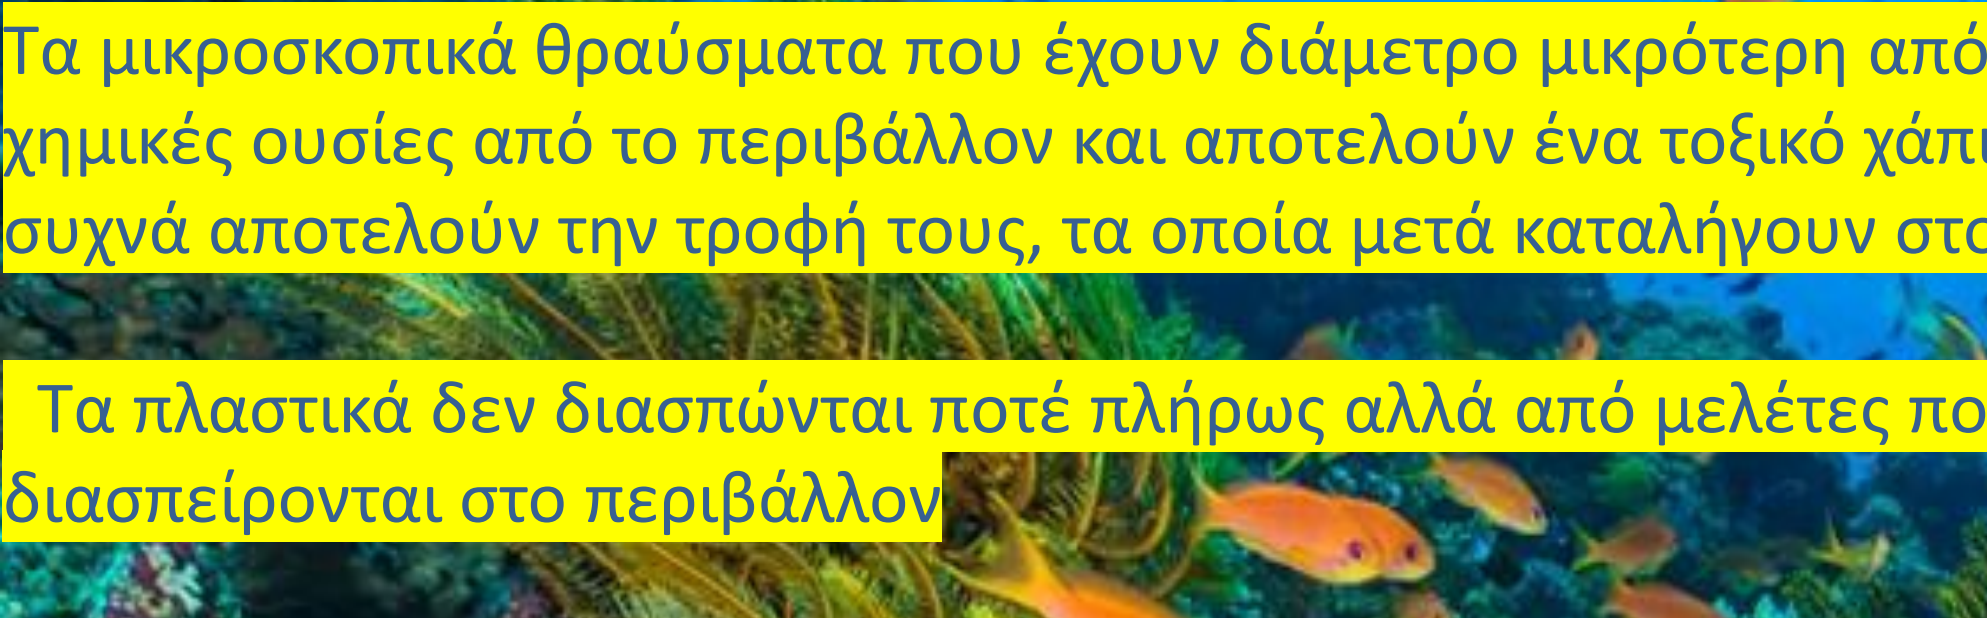 Τα μικροσκοπικά θραύσματα που έχουν διάμετρο μικρότερη από
χημικές ουσίες από το περιβάλλον και αποτελούν ένα τοξικό
συχνά αποτελούν την τροφή τους, τα οποία μετά καταλήγουν
Τα πλαστικά δεν διασπώνται ποτέ πλήρως αλλά από μελέτες
διασπείρονται στο περιβάλλον